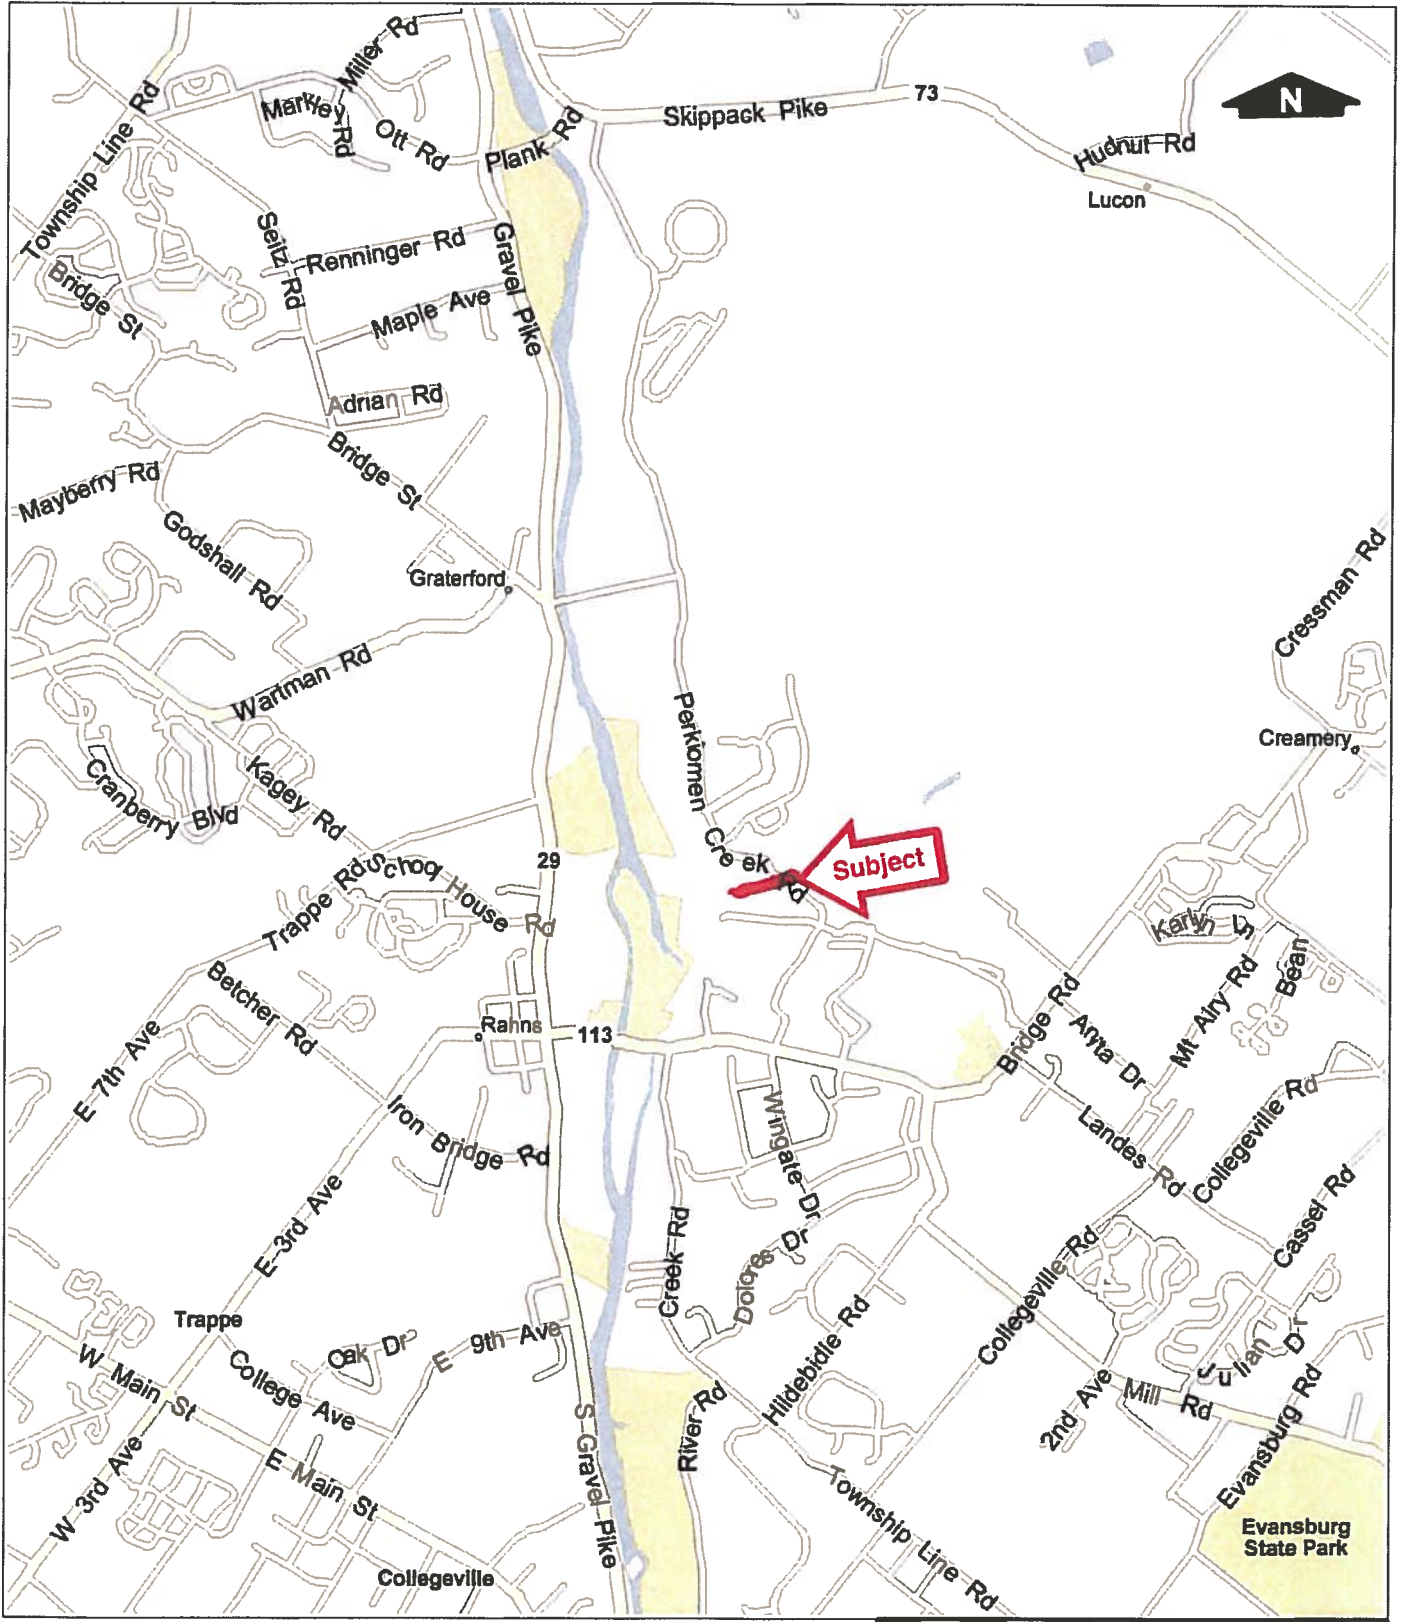 Miller Rd
Township Line Rd
Markley Rd
Ott Rd
Plank Rd
Skippack Pike
73
N
Hudnut Rd
Lucon
Seitz Rd
Renninger Rd
Gravel Pike
Bridge St
Maple Ave
Adrian Rd
Bridge St
Mayberry Rd
Godshall Rd
Graterford
Cressman Rd
Wartman Rd
Perkiomen Creek Rd
Creamery
Cranberry Blvd
Kagey Rd
29
Subject
School House Rd
Trappe Rd
Karlyn Ln
Bean
Betcher Rd
Mt Airy Rd
Bridge Rd
Anita Dr
Rahns
113
E 7th Ave
Iron Bridge Rd
Wingate Dr
Landes Rd
Collegeville Rd
E 3rd Ave
Creek Rd
Dolores Dr
Cassel Rd
Collegeville Rd
Trappe
Hildebidle Rd
Julian Dr
W Main St
Oak Dr
E 9th Ave
College Ave
2nd Ave
Mill Rd
River Rd
Evansburg Rd
W 3rd Ave
E Main St
S Gravel Pike
Township Line Rd
Evansburg
State Park
Collegeville